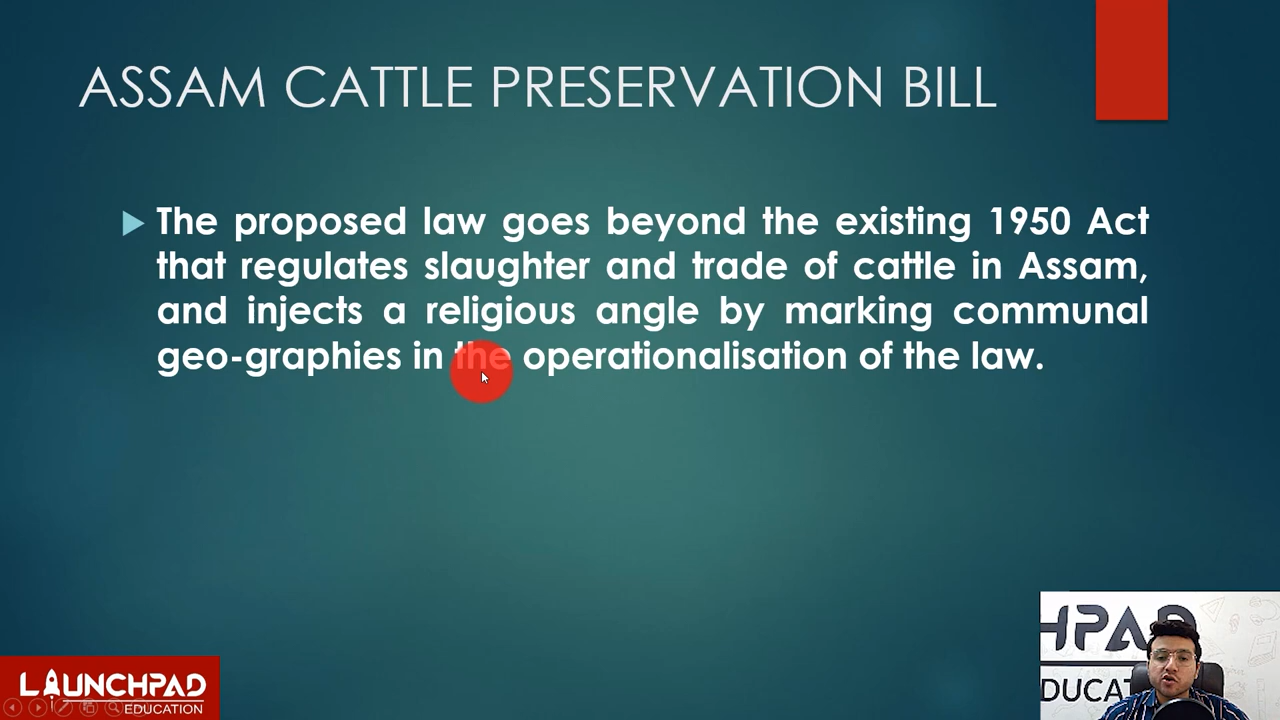 ASSAM CATTLE PRESERVATION BILL
The proposed law goes beyond the existing 1950 Act
that regulates slaughter and trade of cattle in Assam,
and injects a religious angle by marking communal
geo-graphies in the operationalisation of the law.
HPAD
DUCAT
LAUNCHPAD
EDUCATION